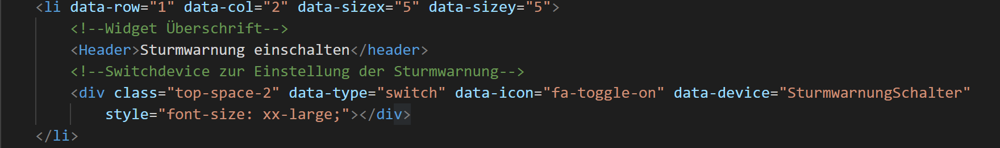 <li data-row="1" data-col="2" data-sizex="5" data-sizey="5">
<!--Widget Überschrift-->
<Header>Sturmwarnung einschalten</header>
<!--Switchdevice zur Einstellung der Sturmwarnung-->
<div class="top-space-2" data-type="switch" data-icon="fa-toggle-on" data-device="SturmwarnungSchalter"
style="font-size: xx-large;"></div>
</li>